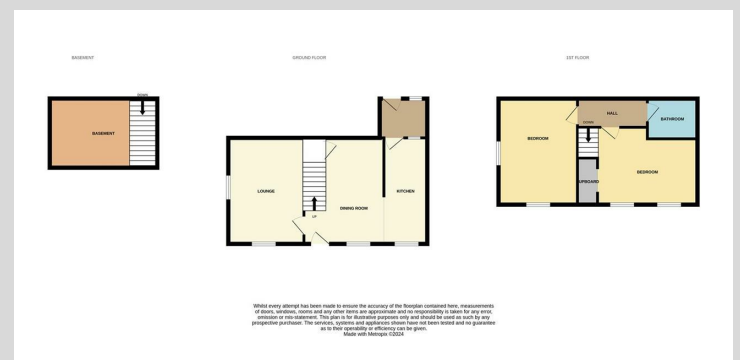 BASEMENT
GROUND FLOOR
1ST FLOOR
DOWN
BASEMENT
LOUNGE
UP
DINING ROOM
KITCHEN
BEDROOM
HALL
BATHROOM
DOWN
UPBOARD
BEDROOM
Whilst every attempt has been made to ensure the accuracy of the floorplan contained here, measurements
of doors, windows, rooms and any other items are approximate and no responsibility is taken for any error,
omission or mis-statement. This plan is for illustrative purposes only and should be used as such by any
prospective purchaser. The services, systems and appliances shown have not been tested and no guarantee
as to their operability or efficiency can be given.
Made with Metropix ©2024